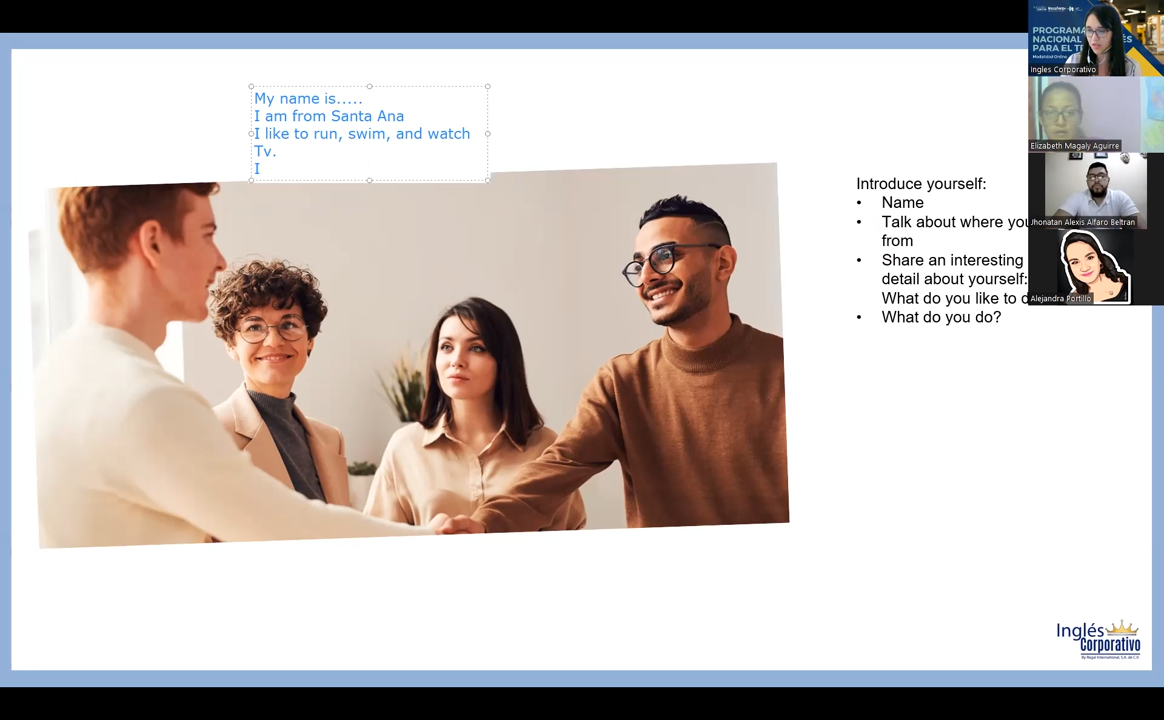 My name is.....
I am from Santa Ana
I like to run, swim, and watch
Tv.
I
Introduce yourself:
• Name
• Talk about where you
from
• Share an interesting
detail about yourself:
What do you like to d
• What do you do?
PROGRAMA
NACIONAL
PARA EL T
Ingles Corporativo
Elizabeth Magaly Aguirre
Jhonatan Alexis Alfaro Beltran
Alejandra Portillo
Inglés
Corporativo